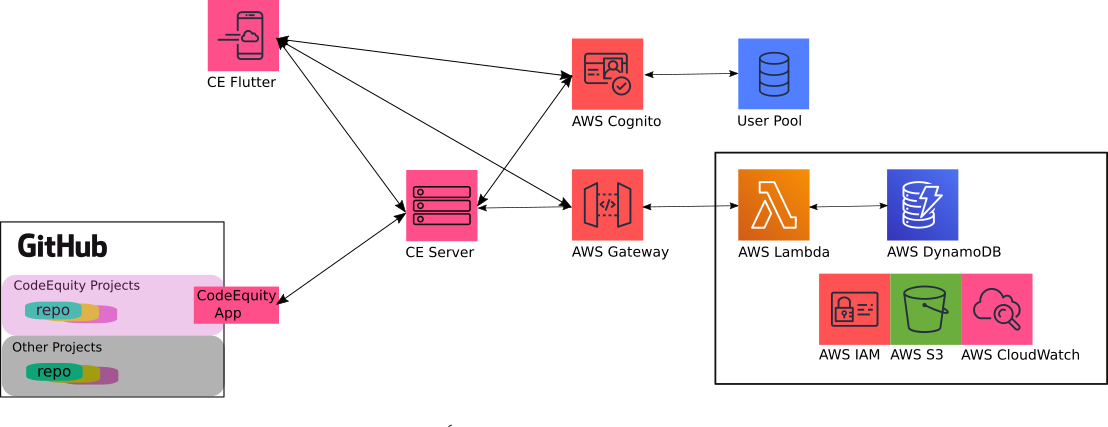 CE Flutter
AWS Cognito
User Pool
CE Server
AWS Gateway
AWS Lambda
AWS DynamoDB
GitHub
CodeEquity Projects
repo
CodeEquity
App
Other Projects
repo
AWS IAM
AWS S3
AWS CloudWatch